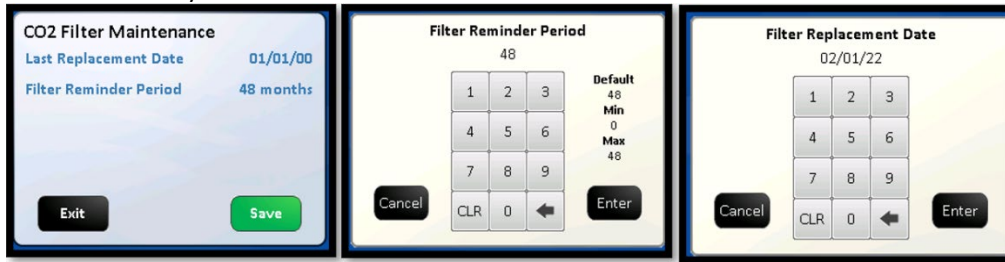 CO2 Filter Maintenance
Last Replacement Date 01/01/00
Filter Reminder Period 48 months
Exit Save
Filter Reminder Period
48
1 2 3
4 5 6
7 8 9
CLR 0
Default
48
Min
0
Max
48
Cancel Enter
Filter Replacement Date
02/01/22
1 2 3
4 5 6
7 8 9
CLR 0
Cancel Enter